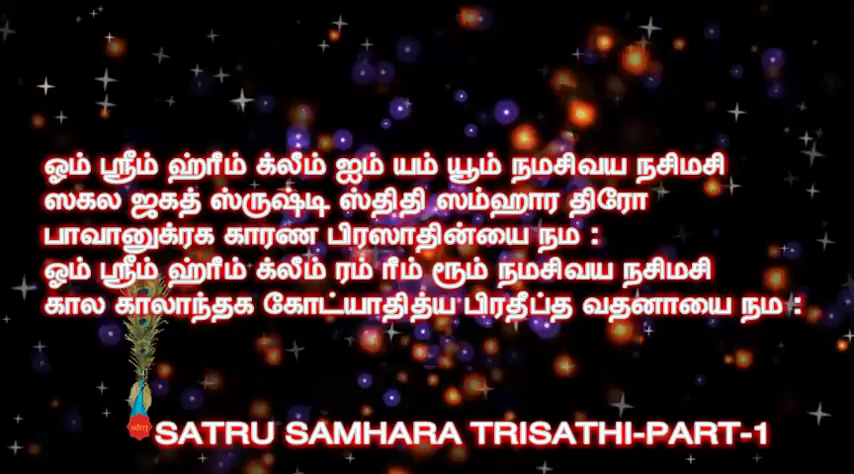 ஓம் ஸ்ரீம் ஹ்ரீம் க்லீம் ஐம் யம் யூம் நமசிவய நசிமசி
ஸகல ஜகத் ஸ்ருஷ்டி ஸ்திதி ஸம்ஹார திரோ
பாவானுக்ரக காரண பிரஸாதின்யை நம :
ஓம் ஸ்ரீம் ஹ்ரீம் க்லீம் ரம் ரீம் ரூம் நமசிவய நசிமசி
கால காலாந்தக கோட்யாதித்ய பிரதீப்த வதனாயை நம :
SATRU SAMHARA TRISATHI-PART-1